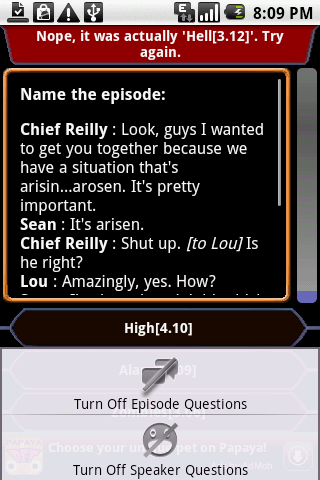 8:09 PM
Nope, it was actually 'Hell[3.12]'. Try
again.
Name the episode:
Chief Reilly : Look, guys I wanted
to get you together because we
have a situation that's
arisin...arosen. It's pretty
important.
Sean : It's arisen.
Chief Reilly : Shut up. [to Lou] Is
he right?
Lou : Amazingly, yes. How?
High[4.10]
Turn Off Episode Questions
Choose your
pet on Papaya!
Turn Off Speaker Questions